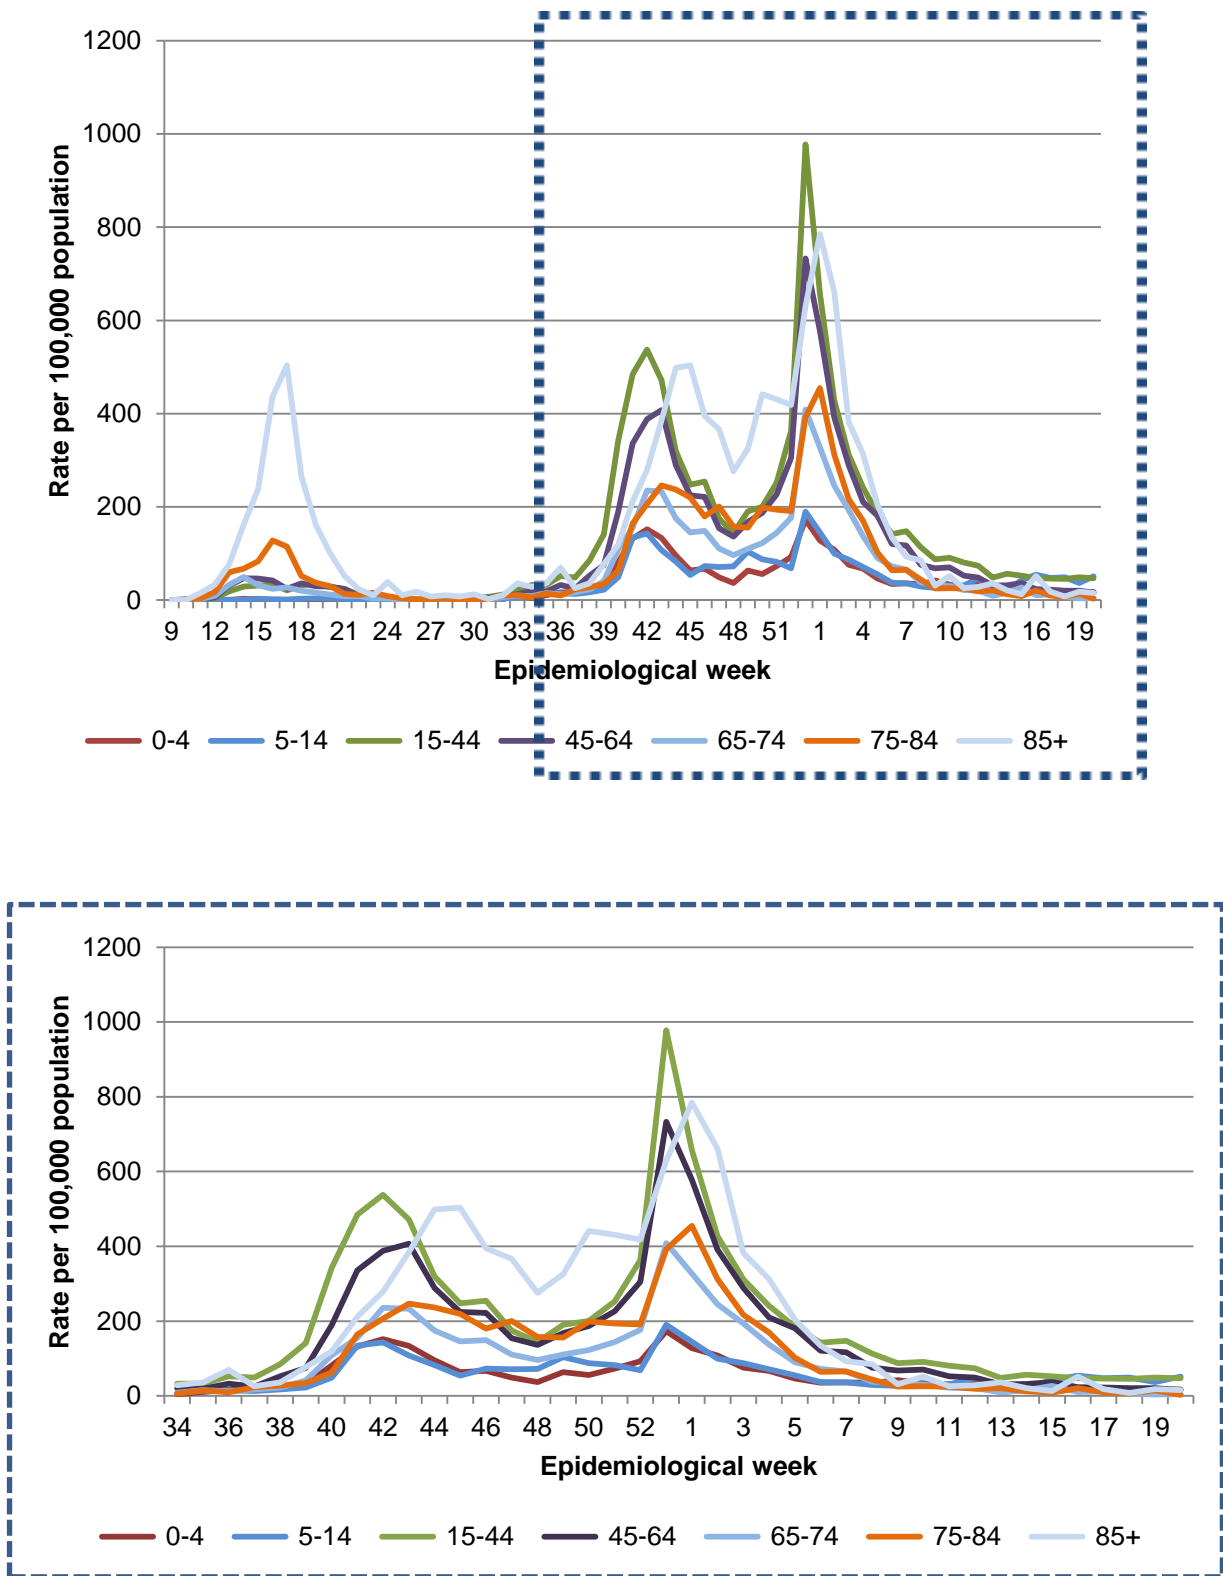 1200
1000
800
600
400
200
0
Rate per 100,000 population
9 12 15 18 21 24 27 30 33 36 39 42 45 48 51 1 4 7 10 13 16 19
Epidemiological week
0-4 5-14 15-44 45-64 65-74 75-84 85+
1200
1000
800
600
400
200
0
Rate per 100,000 population
34 36 38 40 42 44 46 48 50 52 1 3 5 7 9 11 13 15 17 19
Epidemiological week
0-4 5-14 15-44 45-64 65-74 75-84 85+